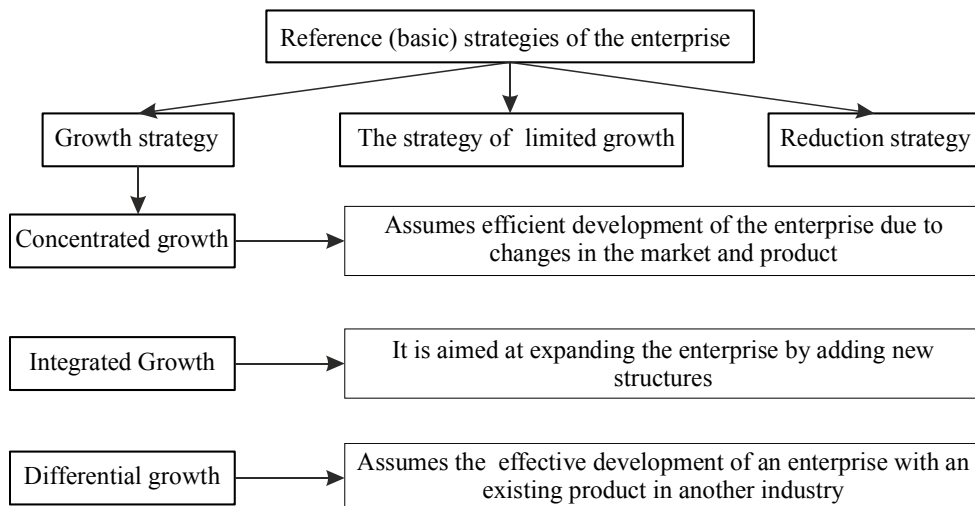 Reference (basic) strategies of the enterprise
Growth strategy
The strategy of limited growth
Reduction strategy
Concentrated growth
Assumes efficient development of the enterprise due to
changes in the market and product
Integrated Growth
It is aimed at expanding the enterprise by adding new
structures
Differential growth
Assumes the effective development of an enterprise with an
existing product in another industry